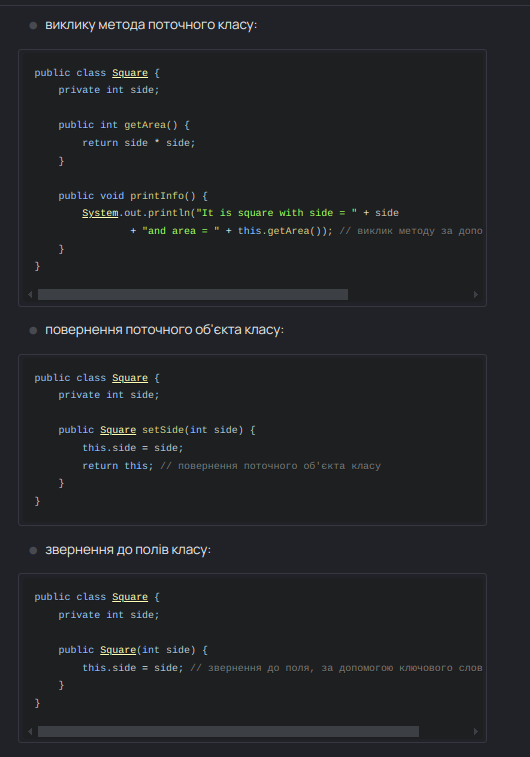 виклику метода поточного класу:
public class Square {
    private int side;
    public int getArea() {
        return side * side;
    }
    public void printInfo() {
        System.out.println("It is square with side = " + side
                + "and area = " + this.getArea()); // виклик методу за допо
    }
}
повернення поточного об'єкта класу:
public class Square {
    private int side;
    public Square setSide(int side) {
        this.side = side;
        return this; // повернення поточного об'єкта класу
    }
}
звернення до полів класу:
public class Square {
    private int side;
    public Square(int side) {
        this.side = side; // звернення до поля, за допомогою ключового слов
    }
}